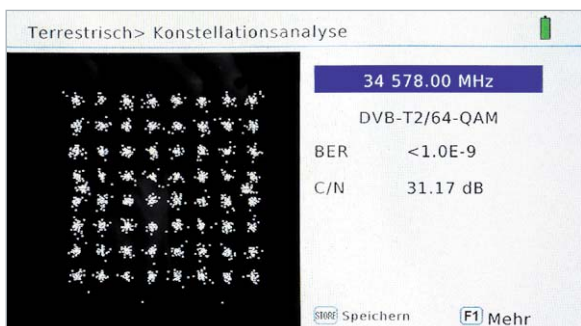 Terrestrisch> Konstellationsanalyse
34 578.00 MHz
DVB-T2/64-QAM
BER <1.0E-9
C/N 31.17 dB
STORE Speichern F1 Mehr